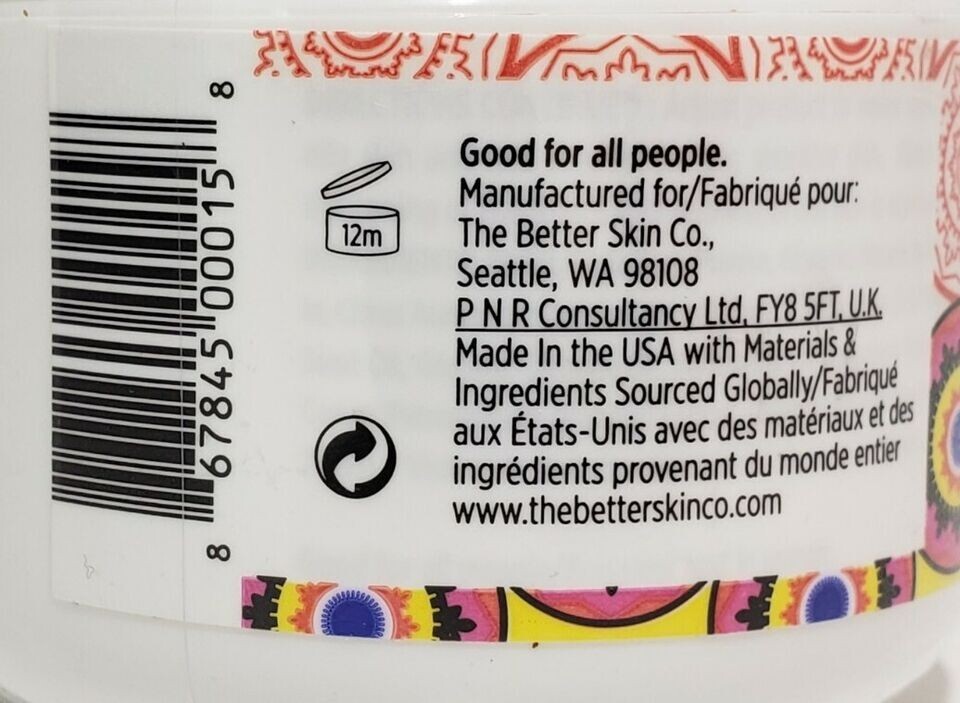 8 67845 00015 8
12m
Good for all people.
Manufactured for/Fabriqué pour:
The Better Skin Co.,
Seattle, WA 98108
P N R Consultancy Ltd, FY8 5FT, U.K.
Made In the USA with Materials &
Ingredients Sourced Globally/Fabriqué
aux États-Unis avec des matériaux et des
ingrédients provenant du monde entier
www.thebetterskinco.com